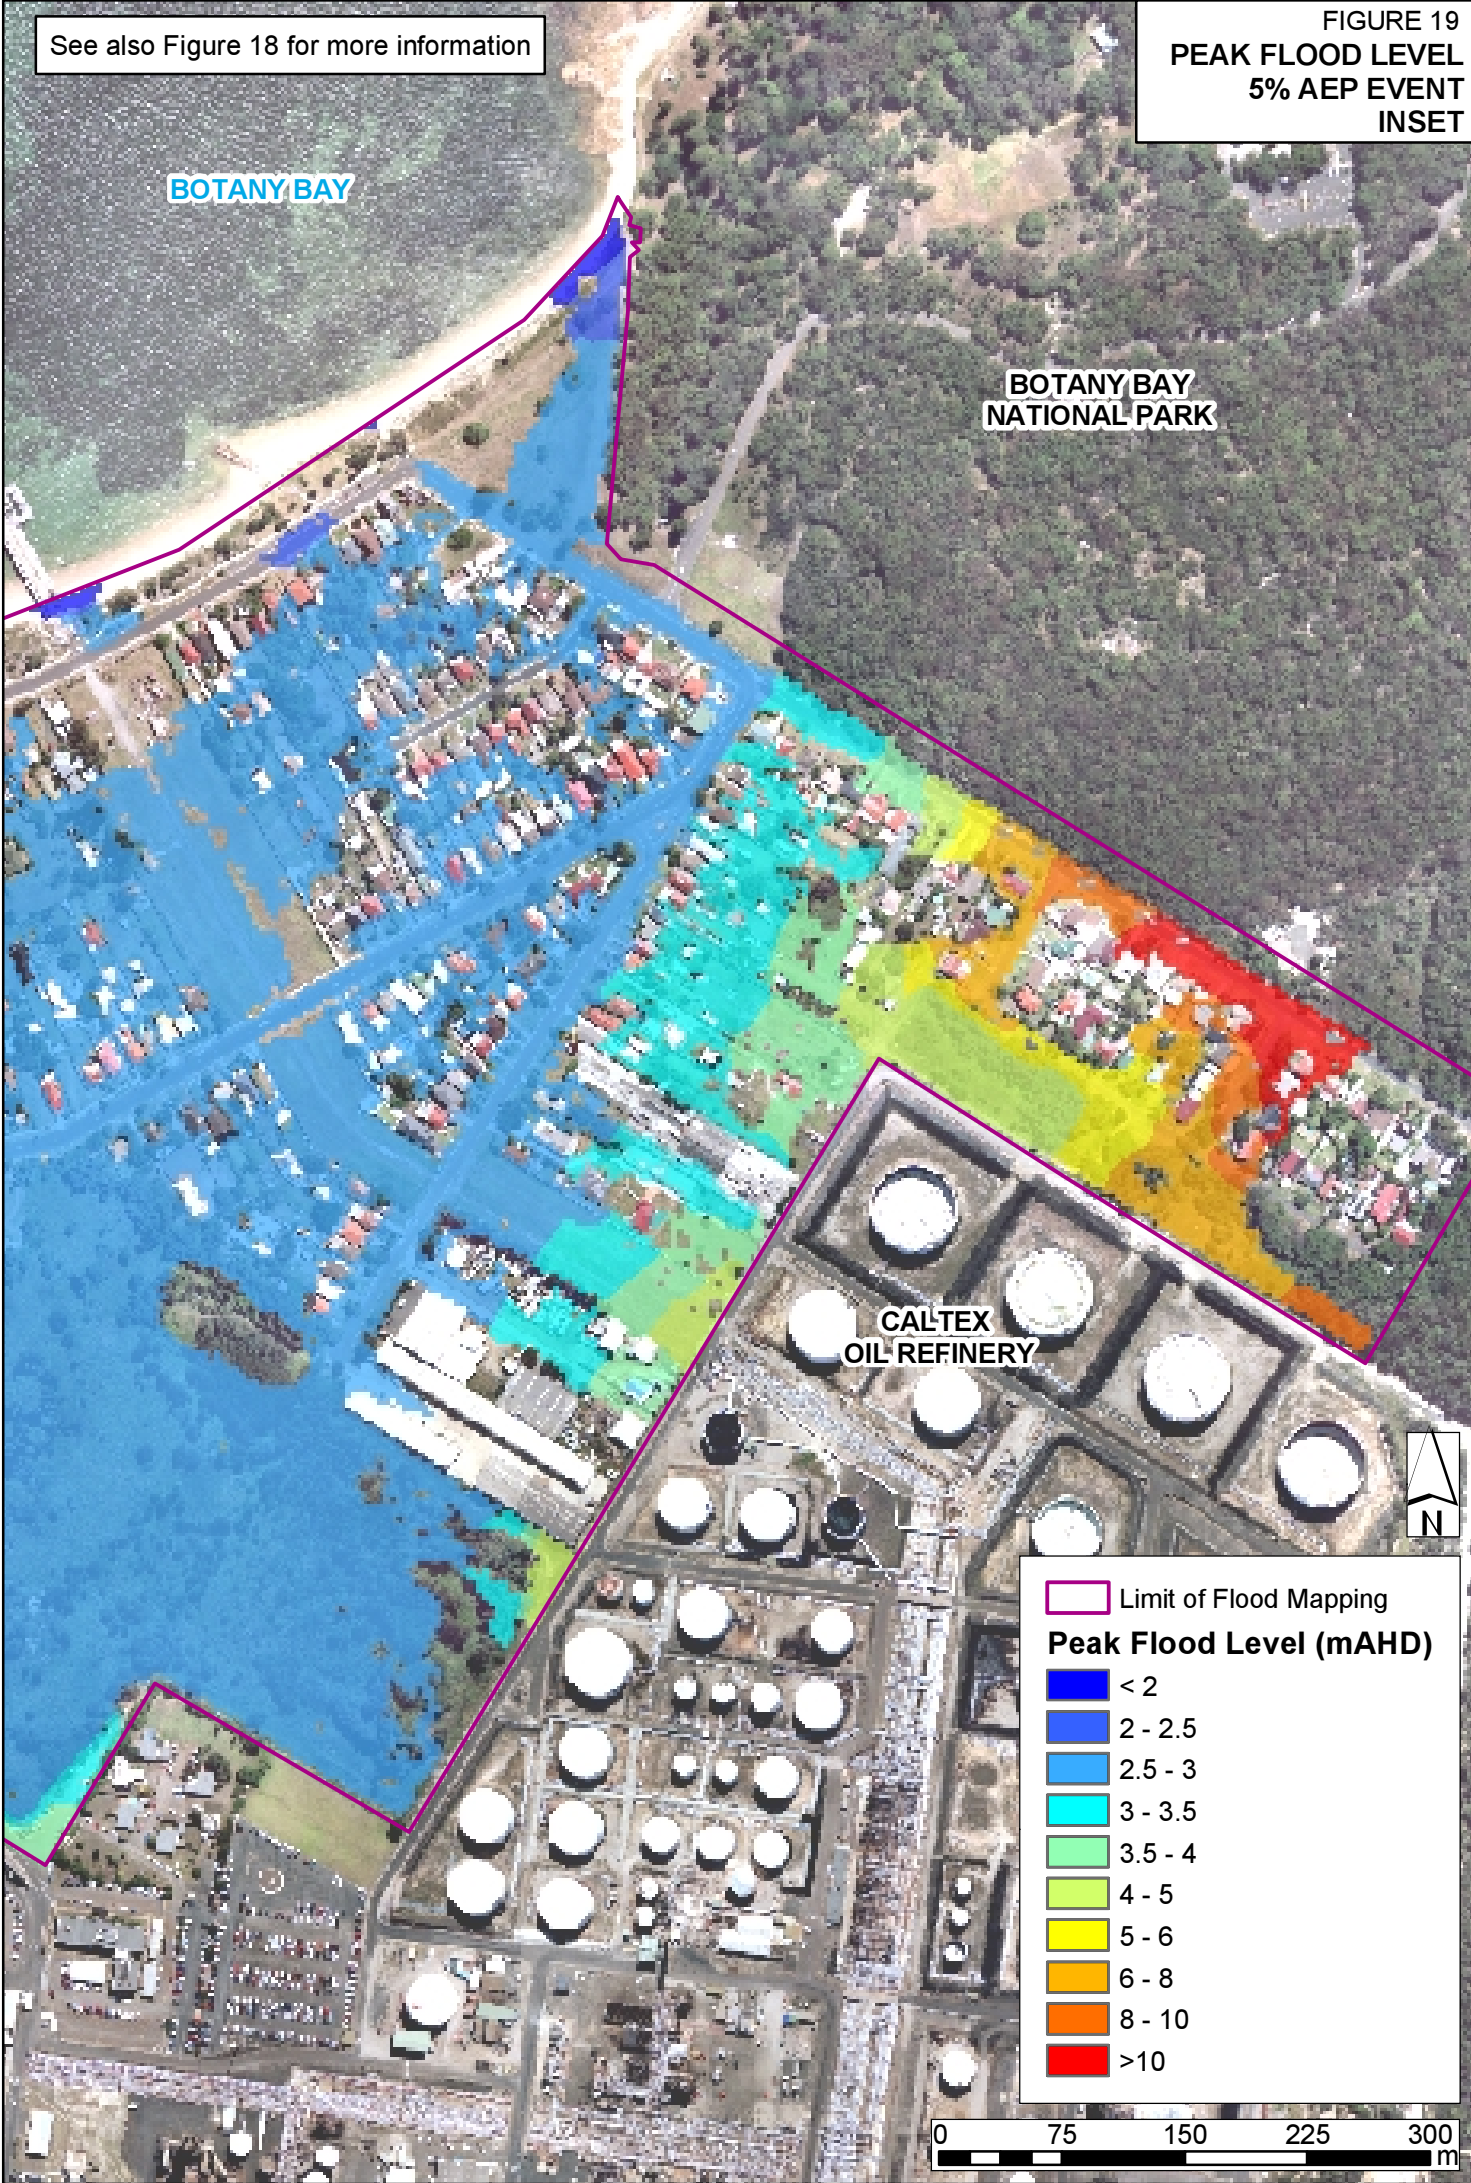 See also Figure 18 for more information
FIGURE 19
PEAK FLOOD LEVEL
5% AEP EVENT
INSET
BOTANY BAY
BOTANY BAY
NATIONAL PARK
CALTEX
OIL REFINERY
N
Limit of Flood Mapping
Peak Flood Level (mAHD)
< 2
2 - 2.5
2.5 - 3
3 - 3.5
3.5 - 4
4 - 5
5 - 6
6 - 8
8 - 10
>10
0 75 150 225 300
m